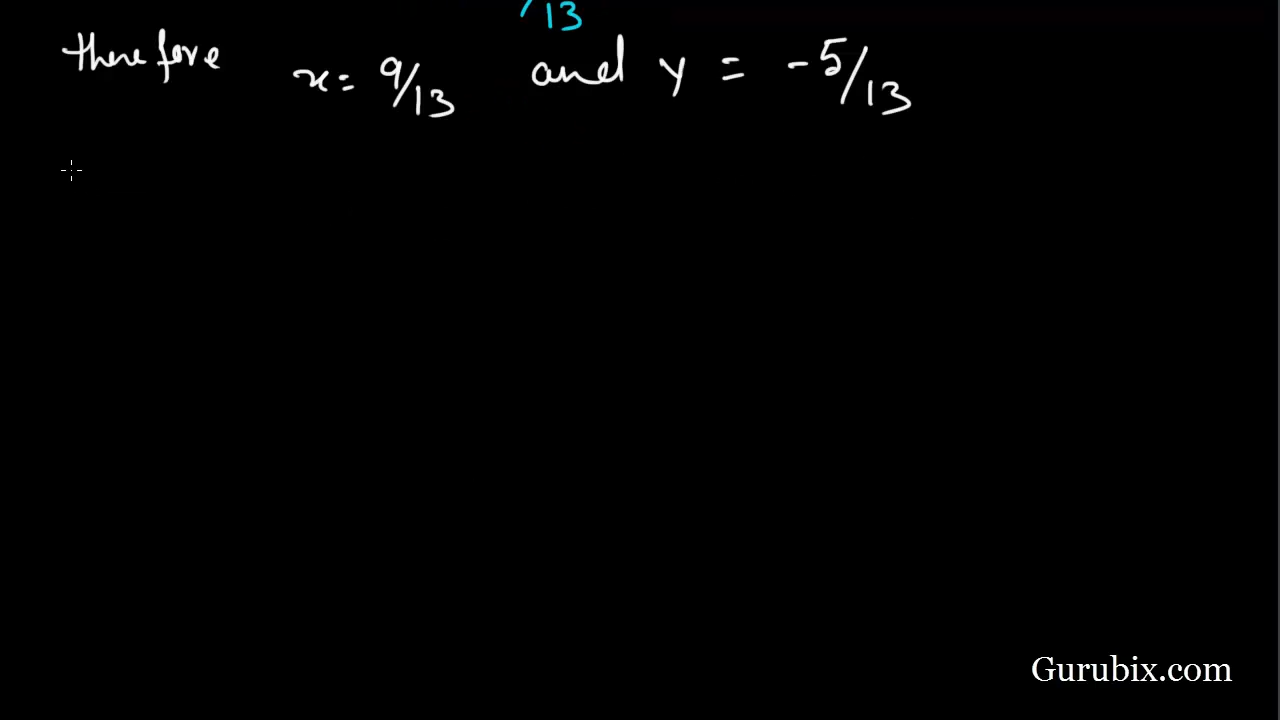 /13
therefore x = 9/13 and y = -5/13
Gurubix.com